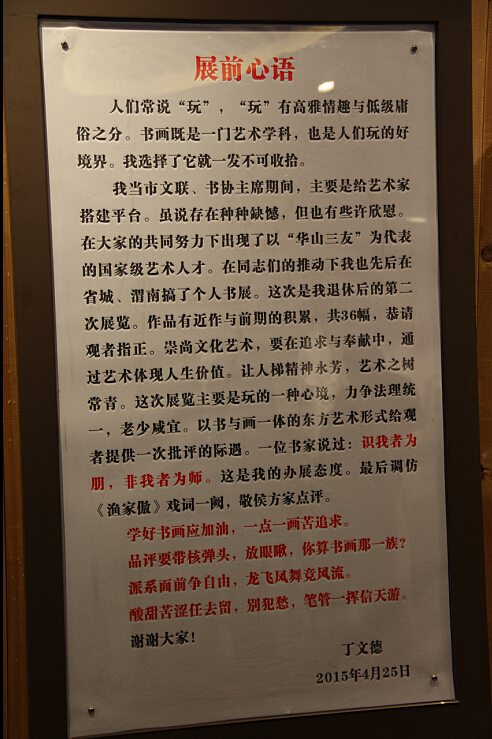 展前心语
人们常说“玩”，“玩”有高雅情趣与低级庸
俗之分。书画既是一门艺术学科，也是人们玩的好
境界。我选择了它就一发不可收拾。
我当市文联、书协主席期间，主要是给艺术家
搭建平台。虽说存在种种缺憾，但也有些许欣慰。
在大家的共同努力下出现了以“华山三友”为代表
的国家级艺术人才。在同志们的推动下我也先后在
省城、渭南搞了个人书展。这次是我退休后的第二
次展览。作品有近作与前期的积累，共36幅，恭请
观者指正。崇尚文化艺术，要在追求与奉献中，通
过艺术体现人生价值。让人梯精神永芳，艺术之树
常青。这次展览主要是玩的一种心境，力争法理统
一，老少咸宜。以书与画一体的东方艺术形式给观
者提供一次批评的际遇。一位书家说过：识我者为
朋，非我者为师。这是我的办展态度。最后调仿
《渔家傲》戏词一阙，敬侯方家点评。
学好书画应加油，一点一画苦追求。
品评要带核弹头，放眼瞅，你算书画那一族？
派系面前争自由，龙飞凤舞竞风流。
酸甜苦涩任去留，别犯愁，笔管一挥信天游。
谢谢大家！
丁文德
2015年4月25日